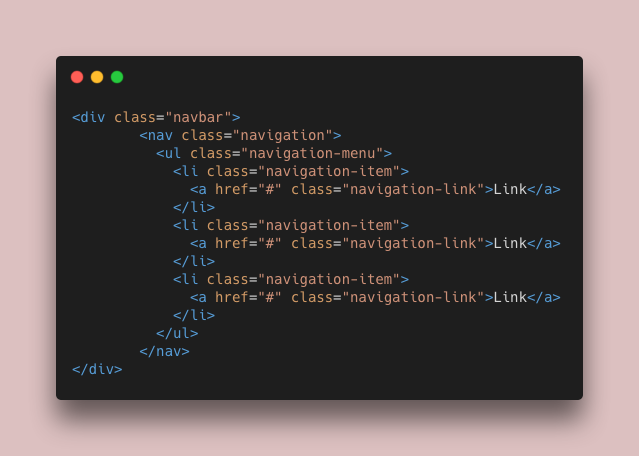 <div class="navbar">
        <nav class="navigation">
          <ul class="navigation-menu">
            <li class="navigation-item">
              <a href="#" class="navigation-link">Link</a>
            </li>
            <li class="navigation-item">
              <a href="#" class="navigation-link">Link</a>
            </li>
            <li class="navigation-item">
              <a href="#" class="navigation-link">Link</a>
            </li>
          </ul>
        </nav>
</div>